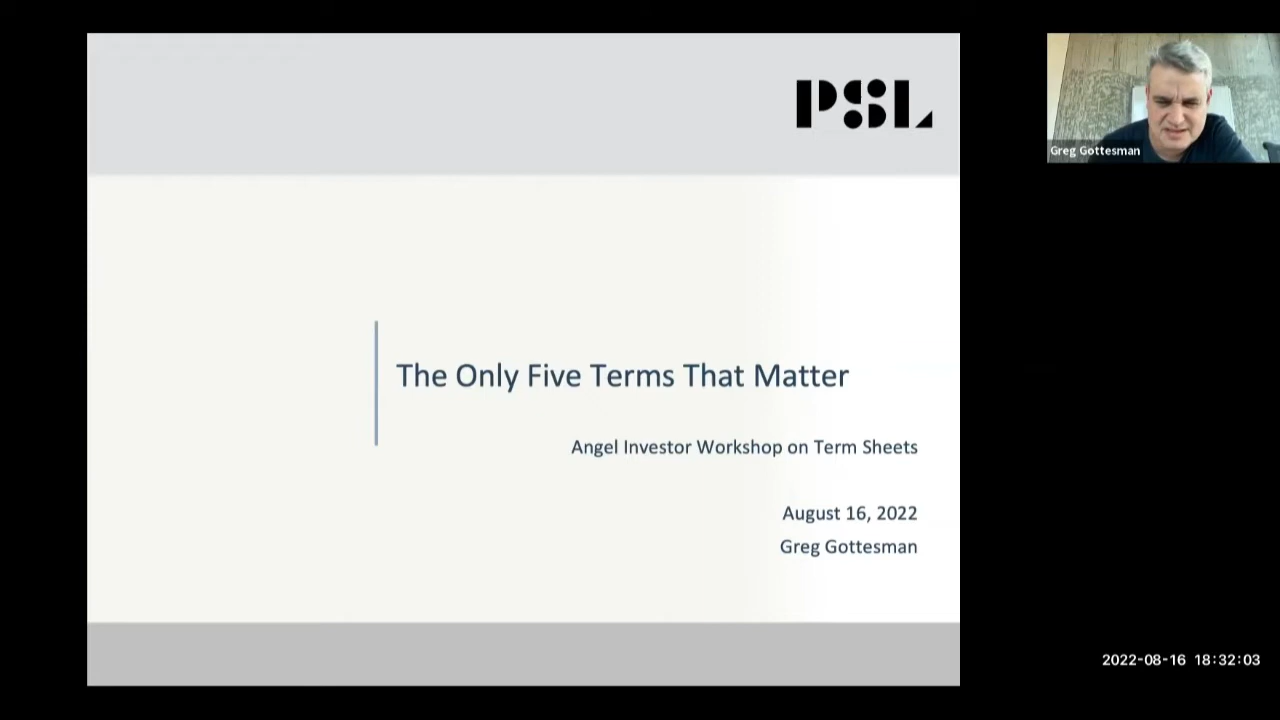 PSL
The Only Five Terms That Matter
Angel Investor Workshop on Term Sheets
August 16, 2022
Greg Gottesman
Greg Gottesman
2022-08-16 18:32:03